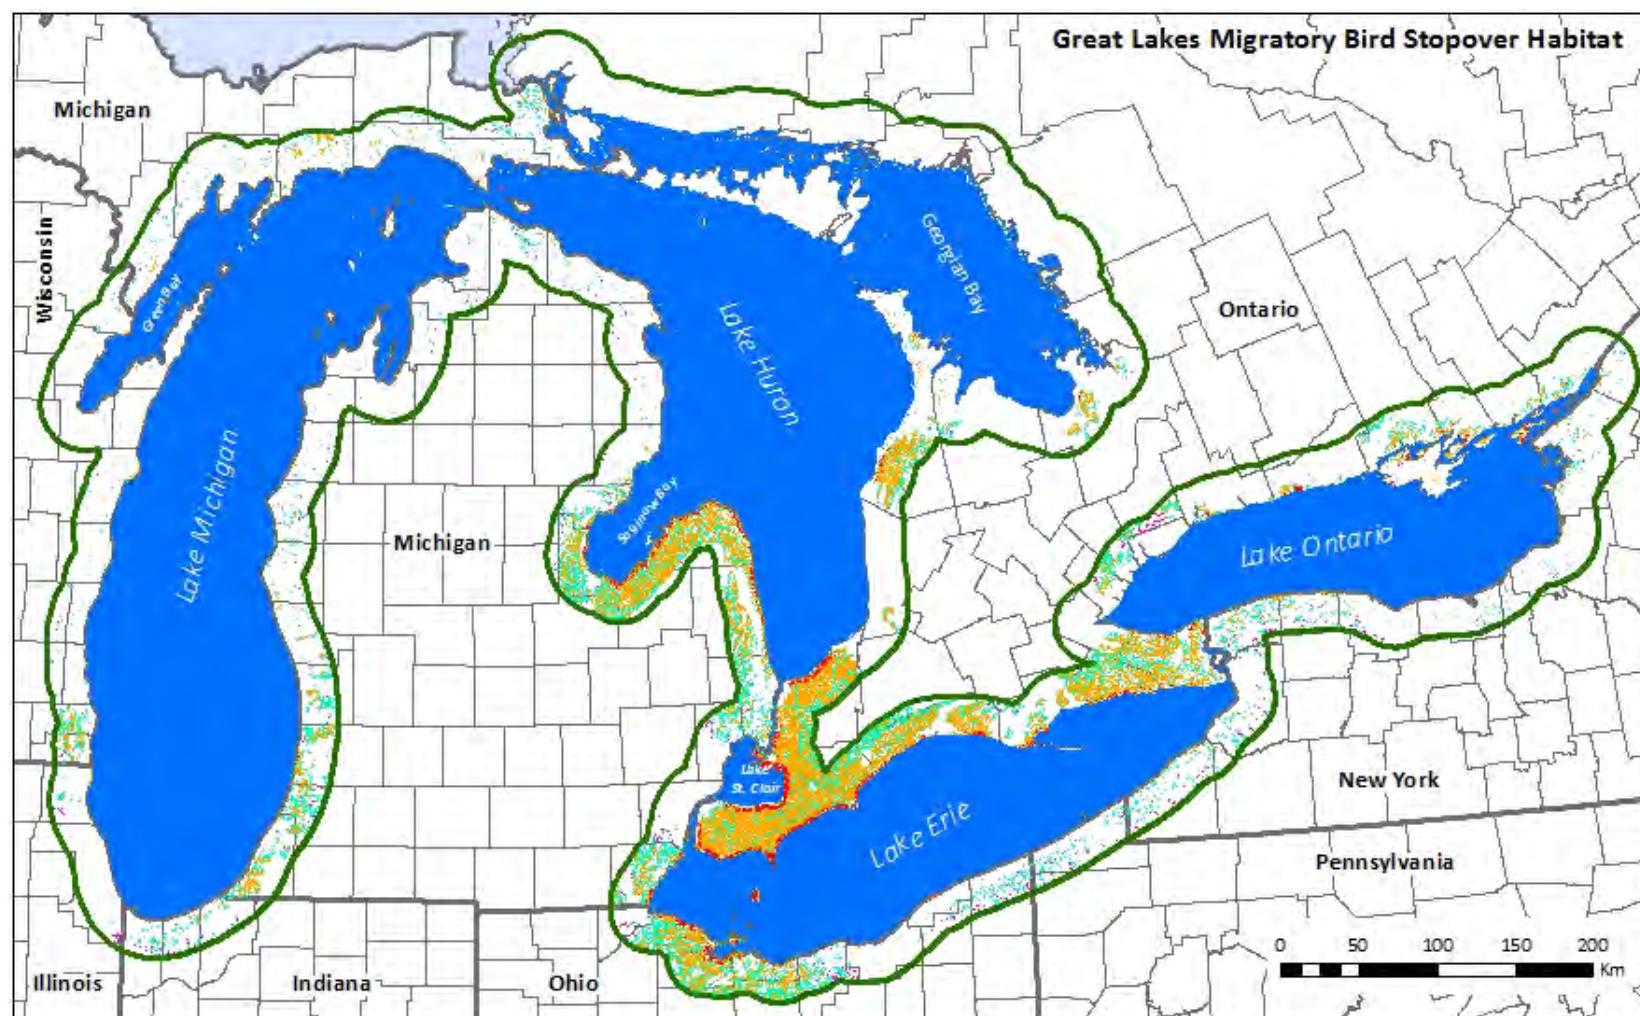 Great Lakes Migratory Bird Stopover Habitat
Michigan
Wisconsin
Green Bay
Georgian Bay
Ontario
Lake Huron
Lake Michigan
Saginaw Bay
Michigan
Lake Ontario
Lake
St. Clair
New York
Lake Erie
Pennsylvania
0 50 100 150 200
Km
Illinois
Indiana
Ohio